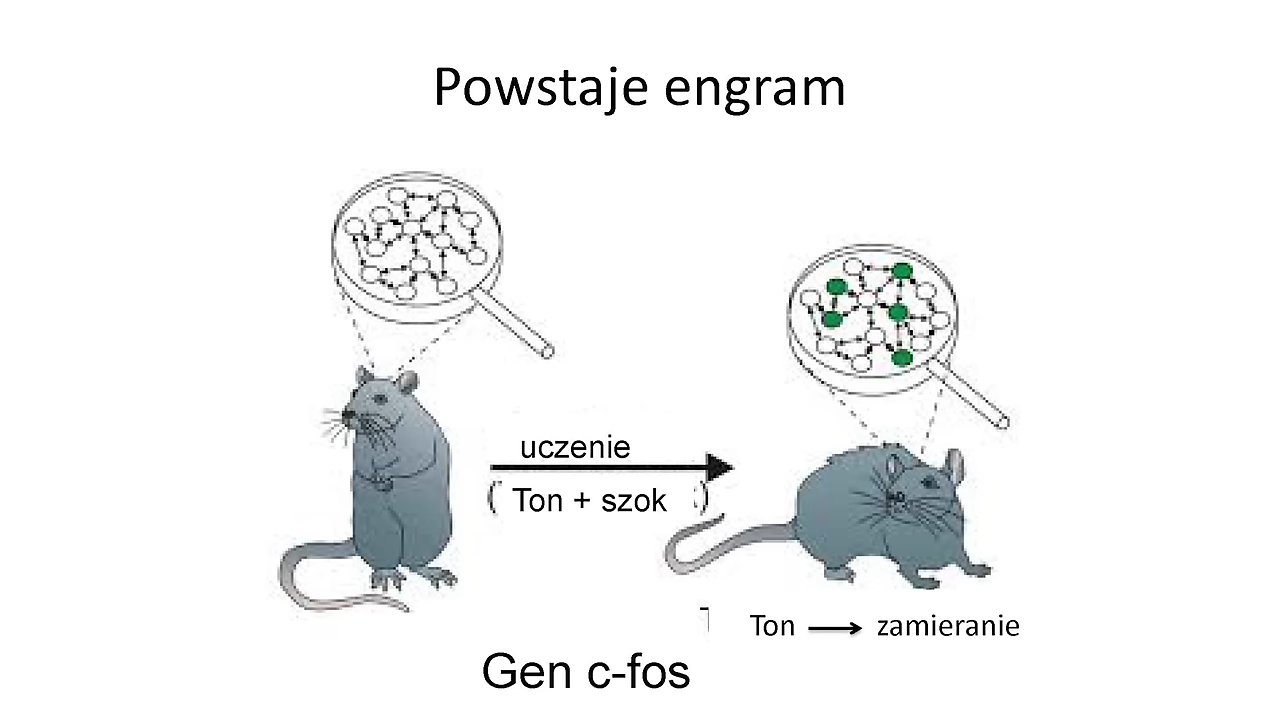 Powstaje engram
uczenie
( Ton + szok )
Ton → zamieranie
Gen c-fos